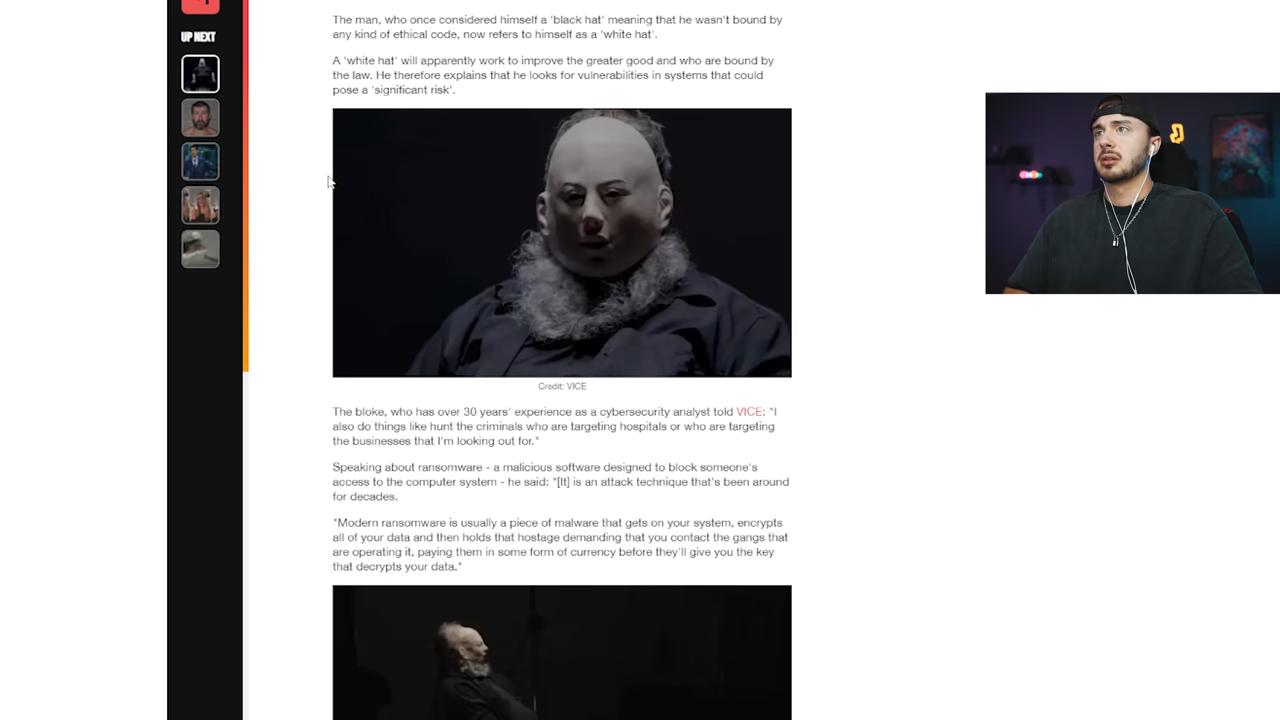 UP NEXT
The man, who once considered himself a 'black hat' meaning that he wasn't bound by
any kind of ethical code, now refers to himself as a 'white hat'.
A 'white hat' will apparently work to improve the greater good and who are bound by
the law. He therefore explains that he looks for vulnerabilities in systems that could
pose a 'significant risk'.
Credit: VICE
The bloke, who has over 30 years' experience as a cybersecurity analyst told VICE: "I
also do things like hunt the criminals who are targeting hospitals or who are targeting
the businesses that I'm looking out for."
Speaking about ransomware - a malicious software designed to block someone's
access to the computer system - he said: "[It] is an attack technique that's been around
for decades.
"Modern ransomware is usually a piece of malware that gets on your system, encrypts
all of your data and then holds that hostage demanding that you contact the gangs that
are operating it, paying them in some form of currency before they'll give you the key
that decrypts your data."